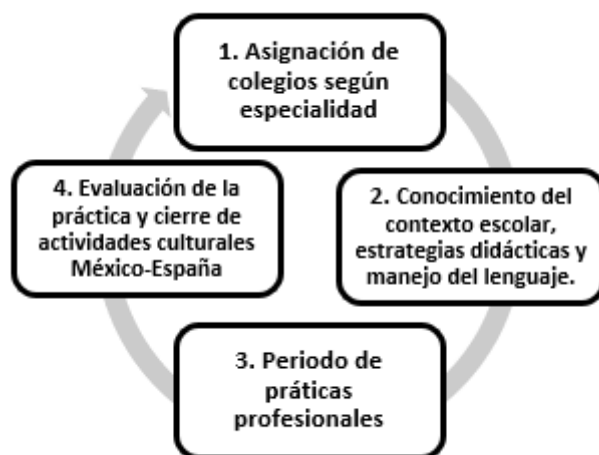 1. Asignación de
colegios según
especialidad
2. Conocimiento del
contexto escolar,
estrategias didácticas y
manejo del lenguaje.
3. Periodo de
práticas
profesionales
4. Evaluación de la
práctica y cierre de
actividades culturales
México-España